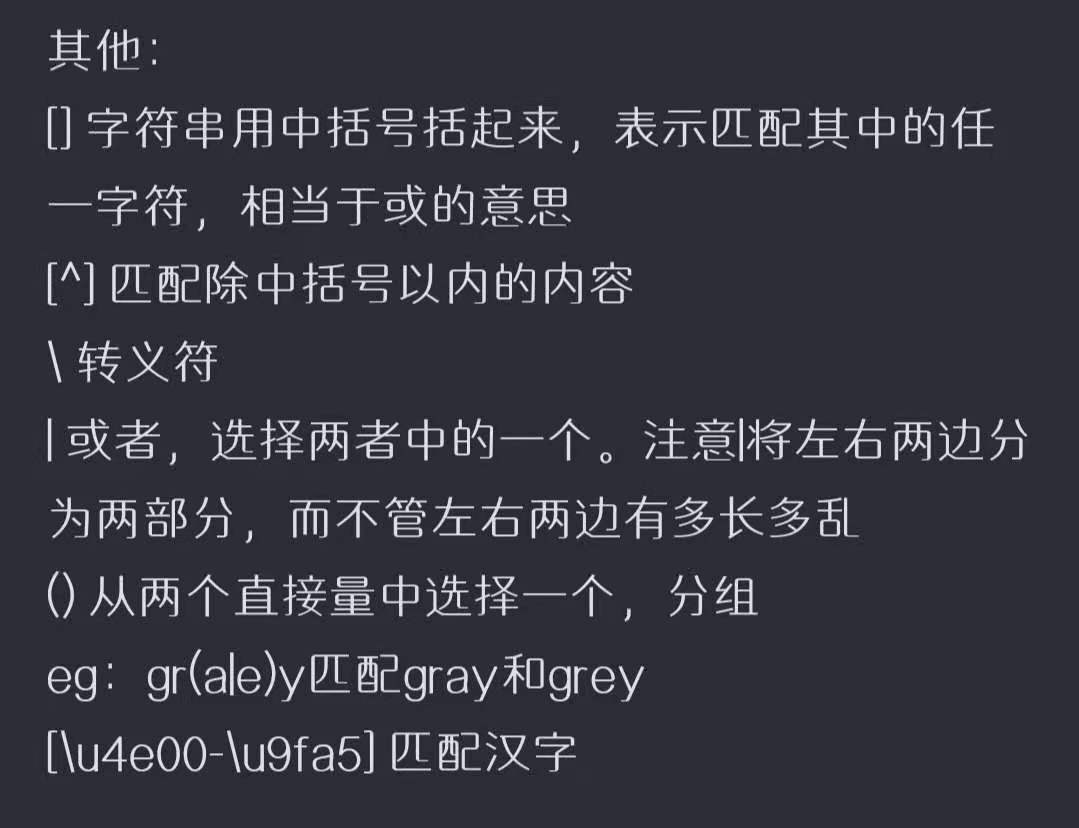 其他：
[] 字符串用中括号括起来，表示匹配其中的任
一字符，相当于或的意思
[^] 匹配除中括号以内的内容
\ 转义符
| 或者，选择两者中的一个。注意|将左右两边分
为两部分，而不管左右两边有多长多乱
() 从两个直接量中选择一个，分组
eg：gr(a|e)y匹配gray和grey
[\u4e00-\u9fa5] 匹配汉字